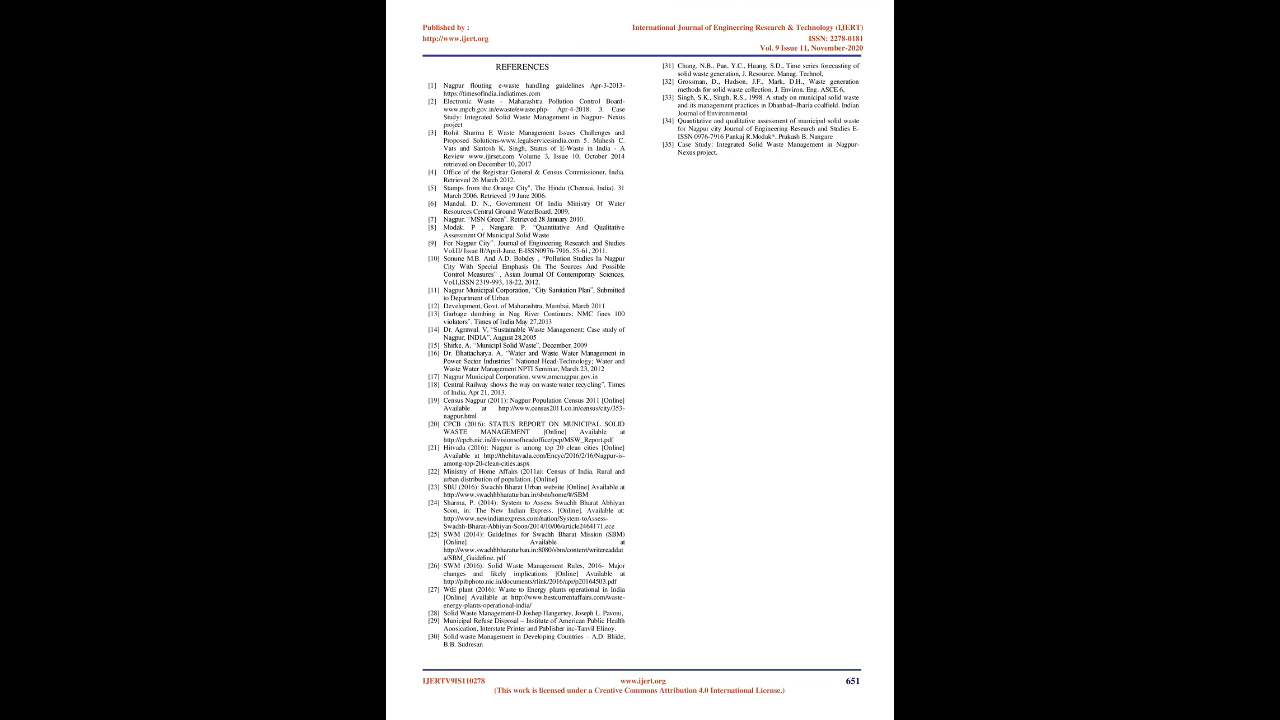 Published by :
http://www.ijert.org
International Journal of Engineering Research & Technology (IJERT)
ISSN: 2278-0181
Vol. 9 Issue 11, November-2020
REFERENCES
[1] Nagpur flouting e-waste handling guidelines Apr-3-2013-
https://timesofindia.indiatimes.com
[2] Electronic Waste - Maharashtra Pollution Control Board-
www.mpcb.gov.in/ewaste/ewaste.php- Apr-4-2018. 3. Case
Study: Integrated Solid Waste Management in Nagpur- Nexus
project
[3] Rohit Sharma E Waste Management Issues Challenges and
Proposed Solutions-www.legalservicesindia.com 5. Mahesh C.
Vats and Santosh K. Singh, Status of E-Waste in India - A
Review www.ijirset.com Volume 3, Issue 10, October 2014
retrieved on December 10, 2017
[4] Office of the Registrar General & Census Commissioner, India.
Retrieved 26 March 2012.
[5] Stamps from the Orange City", The Hindu (Chennai, India). 31
March 2006. Retrieved 19 June 2006.
[6] Mandal. D. N., Government Of India Ministry Of Water
Resources Central Ground WaterBoard, 2009.
[7] Nagpur. "MSN Green". Retrieved 28 January 2010.
[8] Modak. P , Nangare. P, "Quantitative And Qualitative
Assessment Of Municipal Solid Waste
[9] For Nagpur City". Journal of Engineering Research and Studies
Vol.II/ Issue II/April-June, E-ISSN0976-7916, 55-61, 2011.
[10] Sonune M.B. And A.D. Bobdey , "Pollution Studies In Nagpur
City With Special Emphasis On The Sources And Possible
Control Measures" , Asian Journal Of Contemporary Sciences,
Vol.I,ISSN 2319-993, 18-22, 2012.
[11] Nagpur Municipal Corporation, "City Sanitation Plan", Submitted
to Department of Urban
[12] Development, Govt. of Maharashtra, Mumbai, March 2011
[13] Garbage dumbing in Nag River Continues; NMC fines 100
violators". Times of India May 27,2013
[14] Dr. Agrawal. V, "Sustainable Waste Management: Case study of
Nagpur, INDIA", August 28,2005
[15] Shirke. A, "Municipl Solid Waste", December, 2009
[16] Dr. Bhattacharya. A, "Water and Waste Water Management in
Power Sector Industries" National Head-Technology; Water and
Waste Water Management NPTI Seminar, March 23, 2012
[17] Nagpur Municipal Corporation. www.nmcnagpur.gov.in
[18] Central Railway shows the way on waste water recycling", Times
of India, Apr 21, 2013.
[19] Census Nagpur (2011): Nagpur Population Census 2011 [Online]
Available at http://www.census2011.co.in/census/city/353-
nagpur.html
[20] CPCB (2016): STATUS REPORT ON MUNICIPAL SOLID
WASTE MANAGEMENT [Online] Available at
http://cpcb.nic.in/divisionsofheadoffice/pcp/MSW_Report.pdf
[21] Hitvada (2016): Nagpur is among top 20 clean cities [Online]
Available at http://thehitavada.com/Encyc/2016/2/16/Nagpur-is-
among-top-20-clean-cities.aspx
[22] Ministry of Home Affairs (2011a): Census of India. Rural and
urban distribution of population. [Online]
[23] SBU (2016): Swachh Bharat Urban website [Online] Available at
http://www.swachhbharaturban.in/sbm/home/#/SBM
[24] Sharma, P. (2014): System to Assess Swachh Bharat Abhiyan
Soon, in: The New Indian Express, [Online], Available at:
http://www.newindianexpress.com/nation/System-toAssess-
Swachh-Bharat-Abhiyan-Soon/2014/10/06/article2464171.ece
[25] SWM (2014): Guidelines for Swachh Bharat Mission (SBM)
[Online] Available at
http://www.swachhbharaturban.in:8080/sbm/content/writereaddat
a/SBM_Guideline. pdf
[26] SWM (2016): Solid Waste Management Rules, 2016- Major
changes and likely implications [Online] Available at
http://pibphoto.nic.in/documents/rlink/2016/apr/p20164503.pdf
[27] WtE plant (2016): Waste to Energy plants operational in India
[Online] Available at http://www.bestcurrentaffairs.com/waste-
energy-plants-operational-india/
[28] Solid Waste Management-D Joshep Hangertey, Joseph L. Pavoni,
[29] Municipal Refuse Disposal – Institute of American Public Health
Aoosication, Interstate Printer and Publisher inc-Tanvil Elinoy.
[30] Solid waste Management in Developing Countries – A.D. Bhide,
B.B. Sudresan
[31] Chung, N.B., Pan, Y.C., Huang, S.D., Time series forecasting of
solid waste generation, J. Resource. Manag. Technol,
[32] Grossman, D., Hudson, J.F., Mark, D.H., Waste generation
methods for solid waste collection. J. Environ. Eng. ASCE 6,
[33] Singh, S.K., Singh, R.S., 1998. A study on municipal solid waste
and its management practices in Dhanbad–Jharia coalfield. Indian
Journal of Environmental
[34] Quantitative and qualitative assessment of municipal solid waste
for Nagpur city Journal of Engineering Research and Studies E-
ISSN 0976-7916 Pankaj R.Modak*, Prakash B. Nangare
[35] Case Study: Integrated Solid Waste Management in Nagpur-
Nexus project.
IJERTV9IS110278
www.ijert.org
651
(This work is licensed under a Creative Commons Attribution 4.0 International License.)